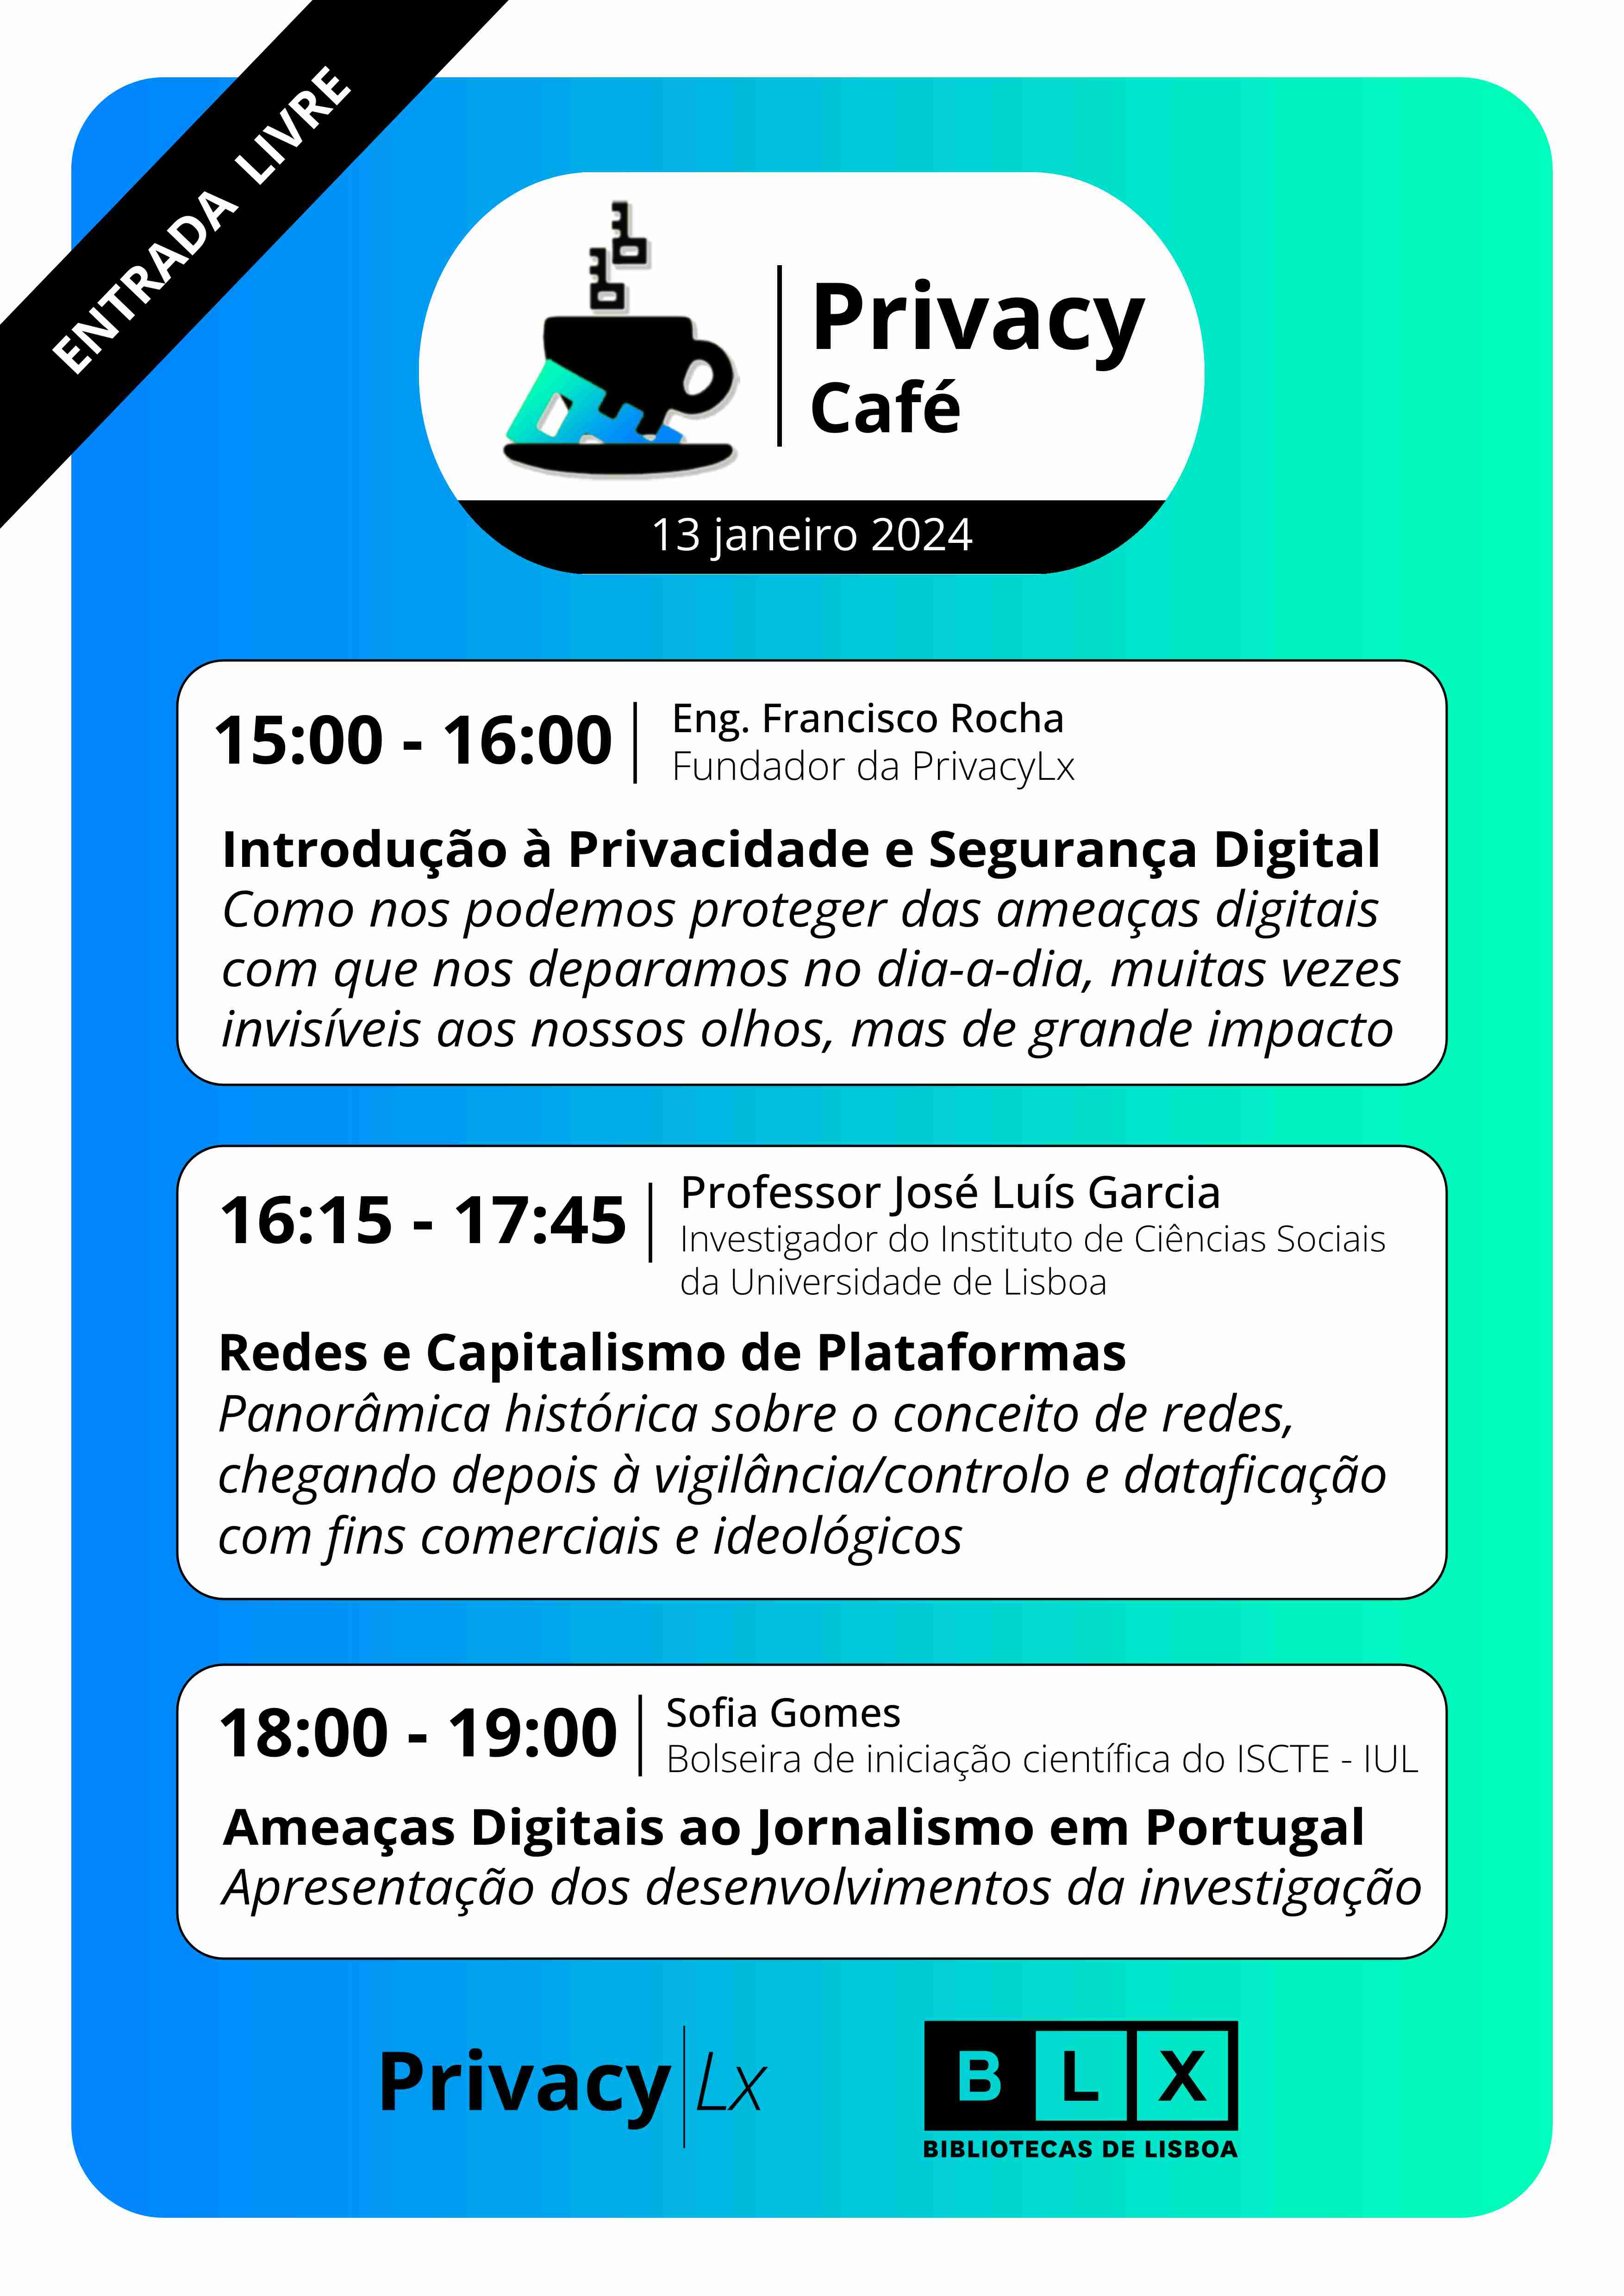 ENTRADA LIVRE
Privacy
Café
13 janeiro 2024
15:00 - 16:00
Eng. Francisco Rocha
Fundador da PrivacyLx
Introdução à Privacidade e Segurança Digital
Como nos podemos proteger das ameaças digitais
com que nos deparamos no dia-a-dia, muitas vezes
invisíveis aos nossos olhos, mas de grande impacto
16:15 - 17:45
Professor José Luís Garcia
Investigador do Instituto de Ciências Sociais
da Universidade de Lisboa
Redes e Capitalismo de Plataformas
Panorâmica histórica sobre o conceito de redes,
chegando depois à vigilância/controlo e dataficação
com fins comerciais e ideológicos
18:00 - 19:00
Sofia Gomes
Bolseira de iniciação científica do ISCTE - IUL
Ameaças Digitais ao Jornalismo em Portugal
Apresentação dos desenvolvimentos da investigação
Privacy Lx
B L X
BIBLIOTECAS DE LISBOA